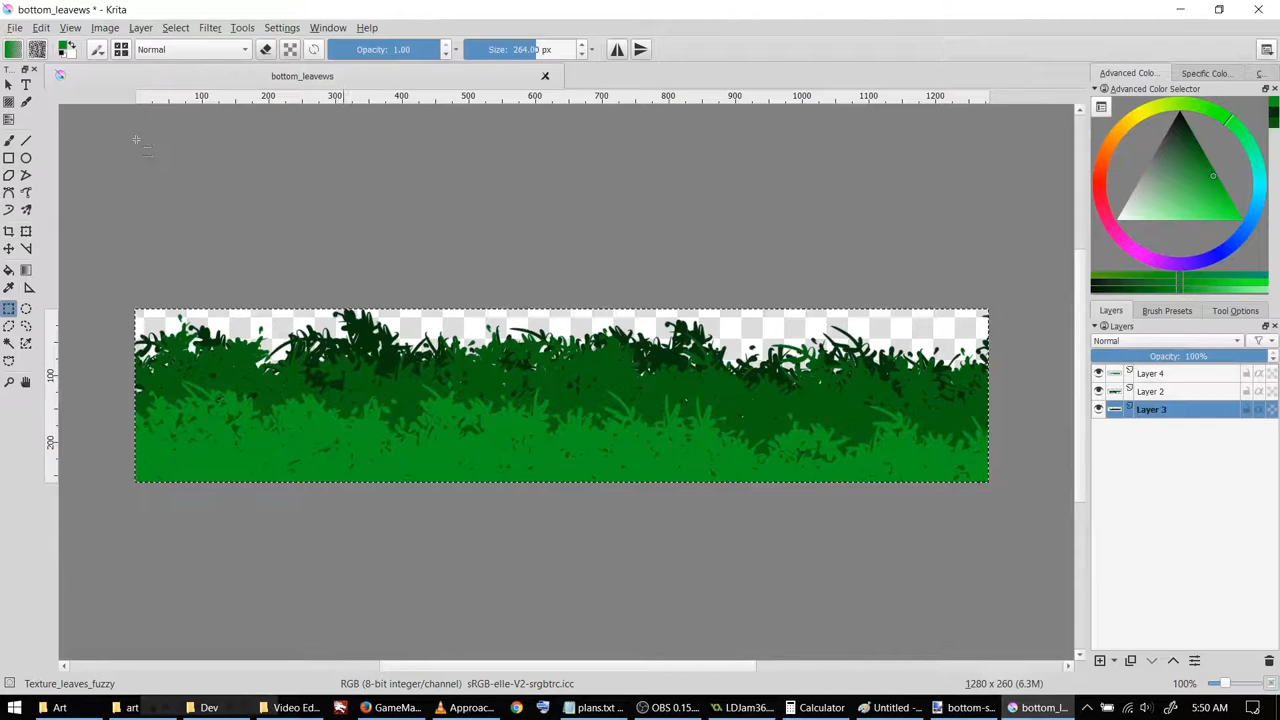 bottom_leavews * - Krita
File Edit View Image Layer Select Filter Tools Settings Window Help
Normal Opacity: 1.00 Size: 264.00 px
T...
bottom_leavews
Advanced Colo... Specific Colo... C...
Advanced Color Selector
100 200 300 400 500 600 700 800 900 1000 1100 1200
100
200
Layers Brush Presets Tool Options
Layers
Normal
Opacity: 100%
Layer 4
Layer 2
Layer 3
Texture_leaves_fuzzy RGB (8-bit integer/channel) sRGB-elle-V2-srgbtrc.icc 1280 x 260 (6.3M) 100%
Art art Dev Video Ed... GameMa... Approac... plans.txt ... OBS 0.15... LDJam36... Calculator Untitled -... bottom-s... bottom_l... 5:50 AM